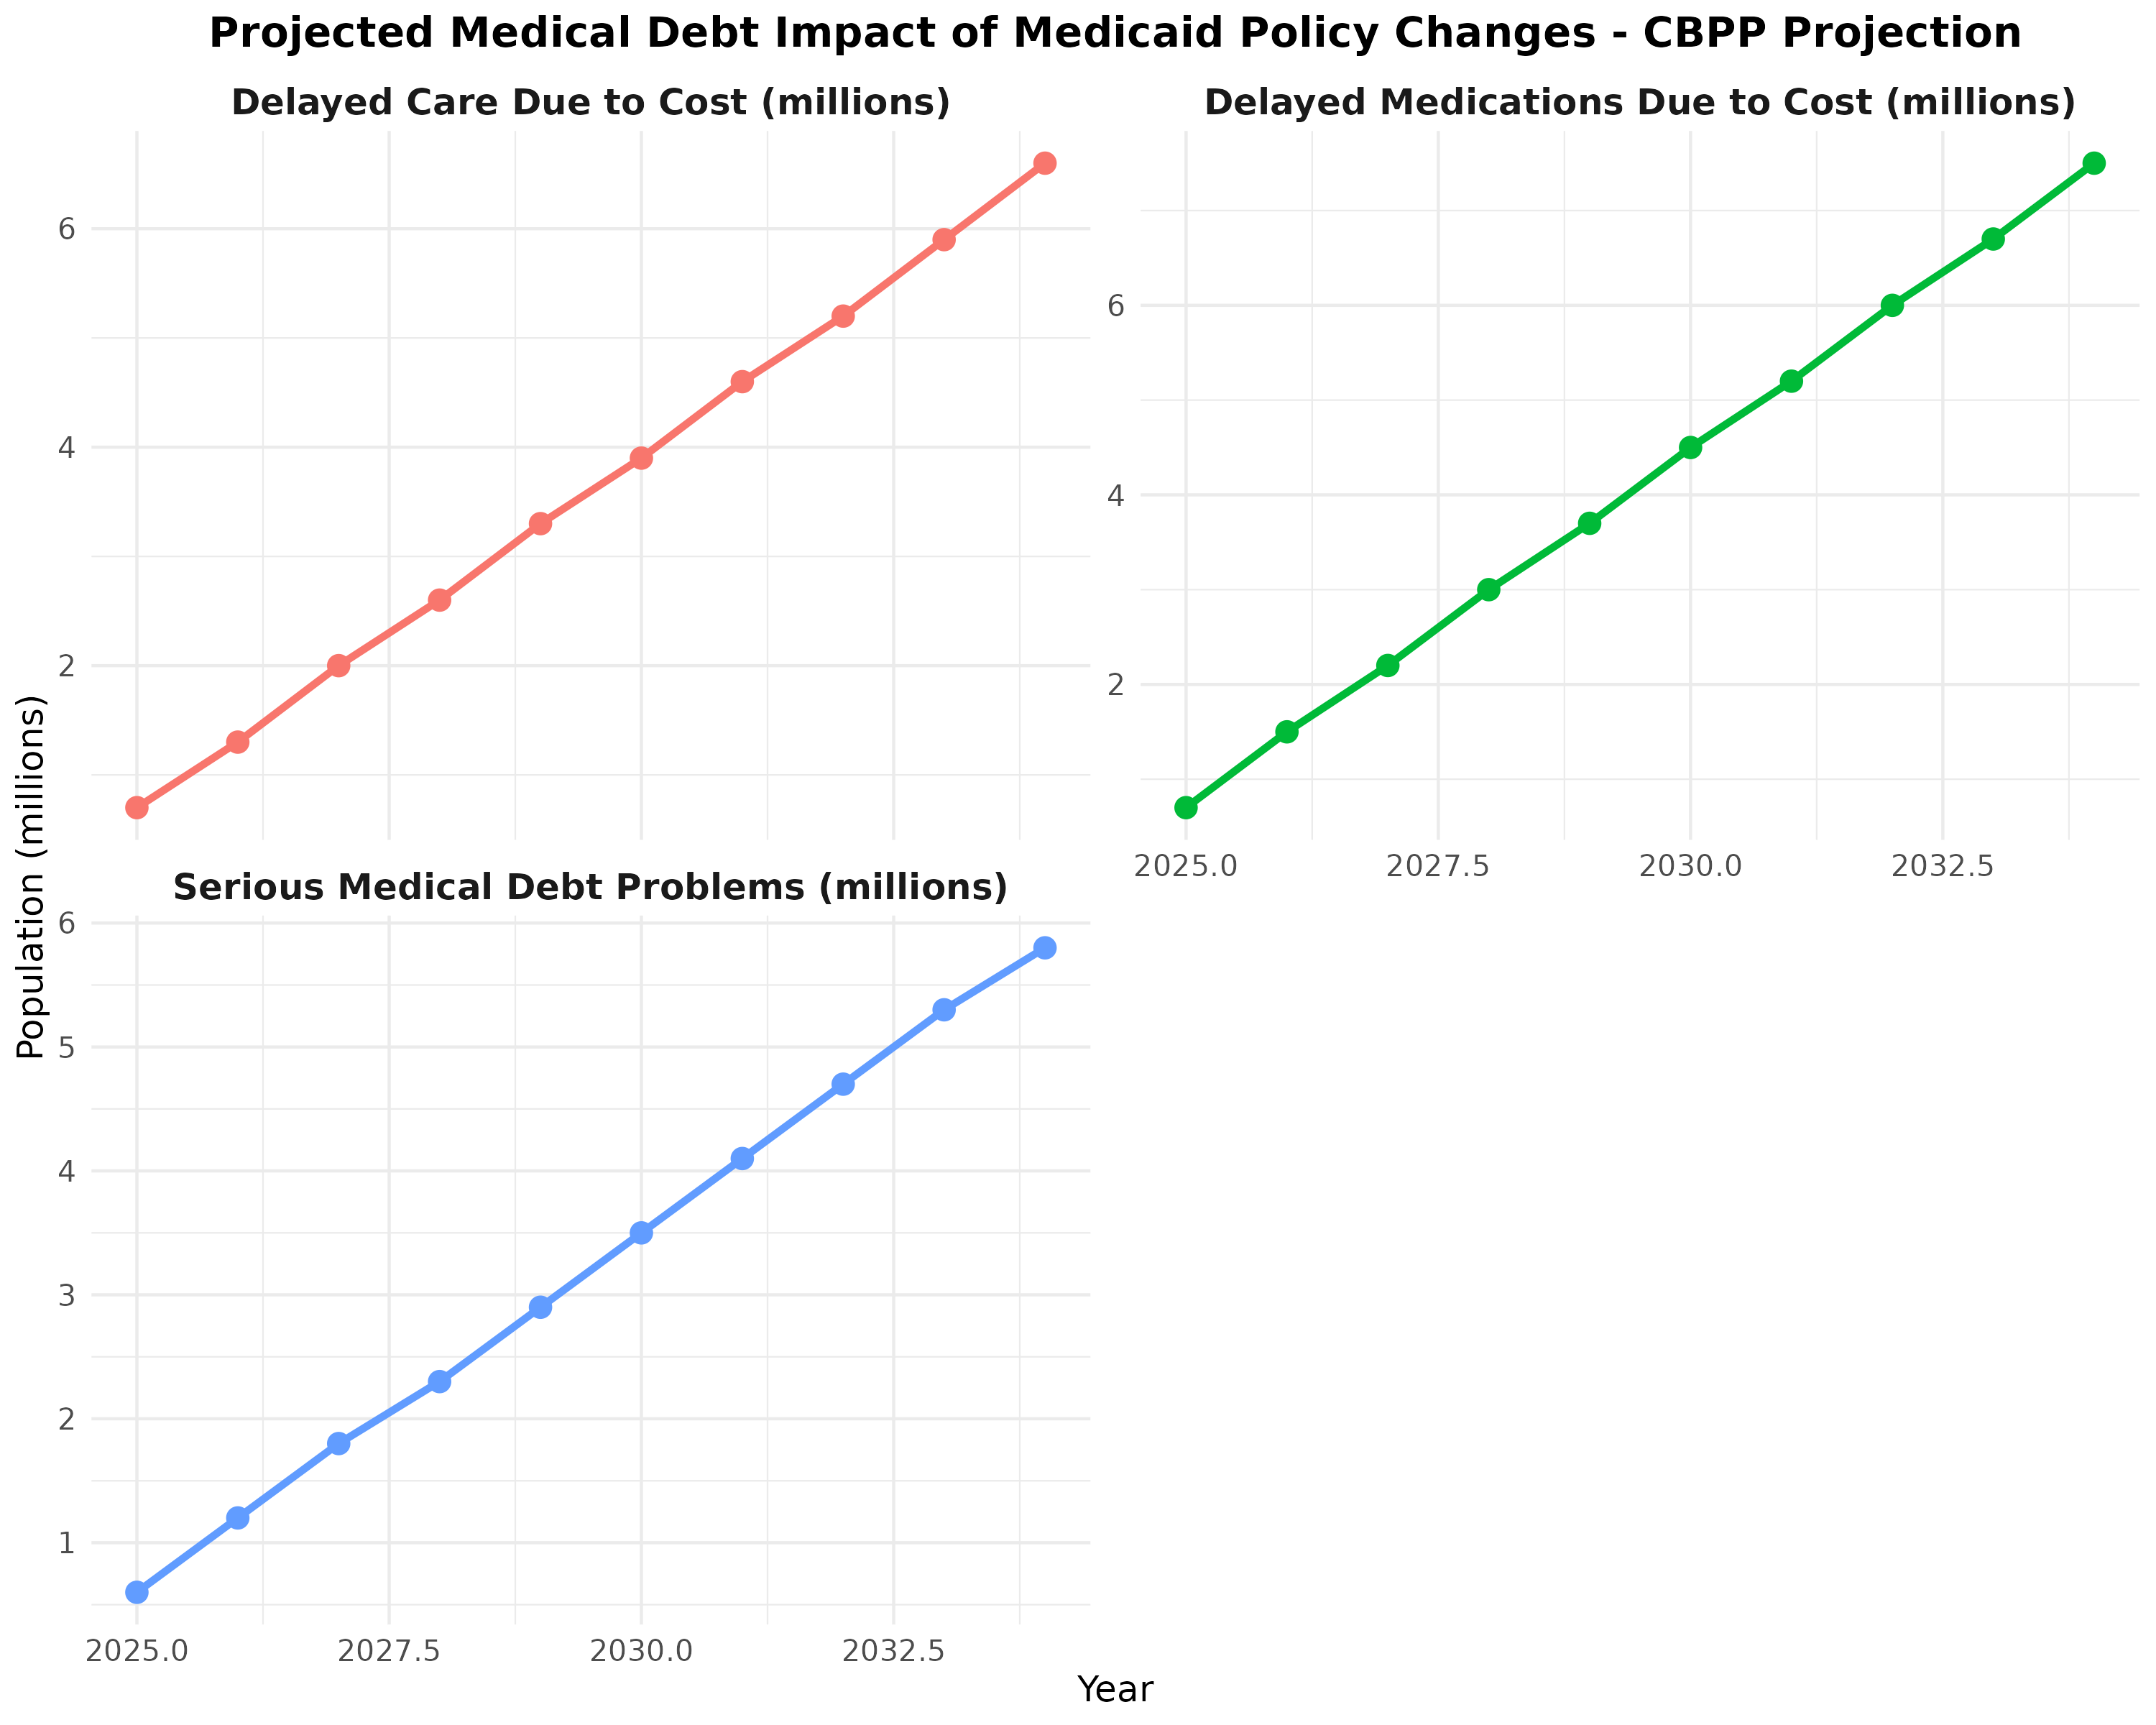 Projected Medical Debt Impact of Medicaid Policy Changes - CBPP Projection
Delayed Care Due to Cost (millions)
6
4
2
Delayed Medications Due to Cost (millions)
6
4
2
2025.0 2027.5 2030.0 2032.5
Population (millions)
Serious Medical Debt Problems (millions)
6
5
4
3
2
1
2025.0 2027.5 2030.0 2032.5
Year